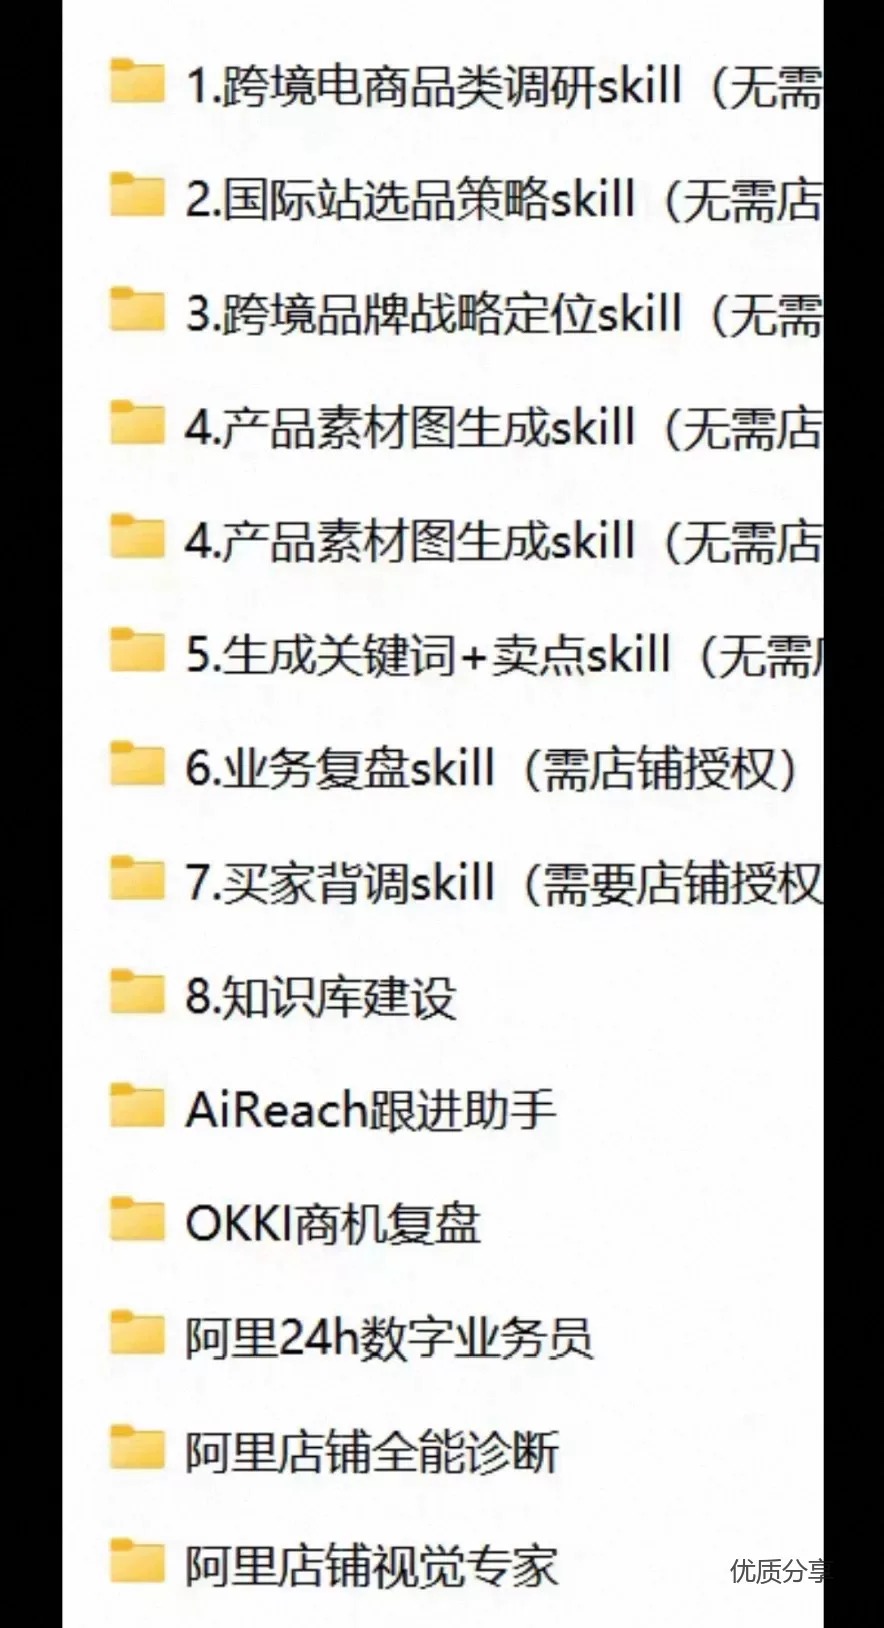 1.跨境电商品类调研skill（无需
2.国际站选品策略skill（无需店
3.跨境品牌战略定位skill（无需
4.产品素材图生成skill（无需店
4.产品素材图生成skill（无需店
5.生成关键词+卖点skill（无需
6.业务复盘skill（需店铺授权）
7.买家背调skill（需要店铺授权
8.知识库建设
AiReach跟进助手
OKKI商机复盘
阿里24h数字业务员
阿里店铺全能诊断
阿里店铺视觉专家
优质分享